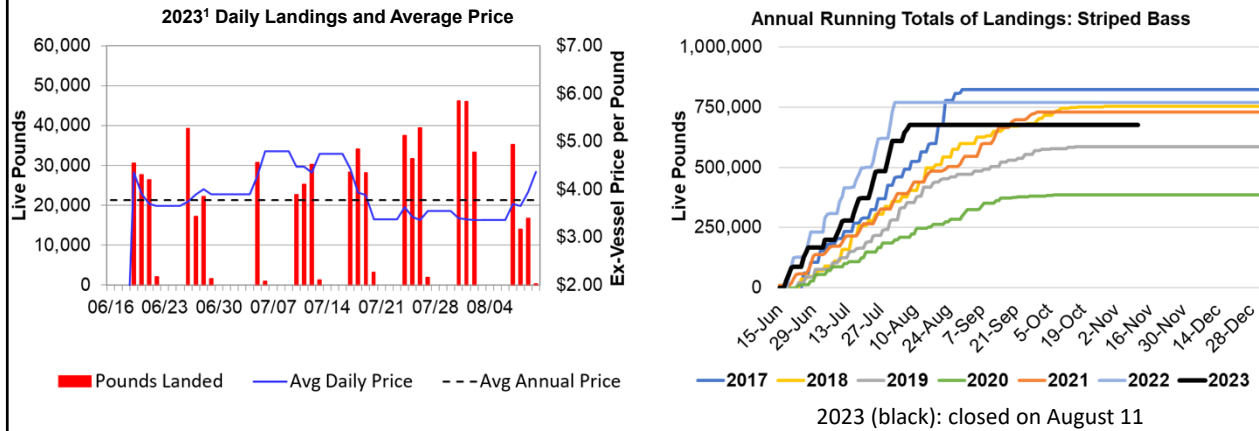 2023¹ Daily Landings and Average Price
60,000
50,000
40,000
30,000
20,000
10,000
0
Live Pounds
$7.00
$6.00
$5.00
$4.00
$3.00
$2.00
Ex-Vessel Price per Pound
06/16 06/23 06/30 07/07 07/14 07/21 07/28 08/04
Pounds Landed Avg Daily Price Avg Annual Price
Annual Running Totals of Landings: Striped Bass
1,000,000
750,000
500,000
250,000
0
Live Pounds
15-Jun 29-Jun 13-Jul 27-Jul 10-Aug 24-Aug 7-Sep 21-Sep 5-Oct 19-Oct 2-Nov 16-Nov 30-Nov 14-Dec 28-Dec
2017 2018 2019 2020 2021 2022 2023
2023 (black): closed on August 11